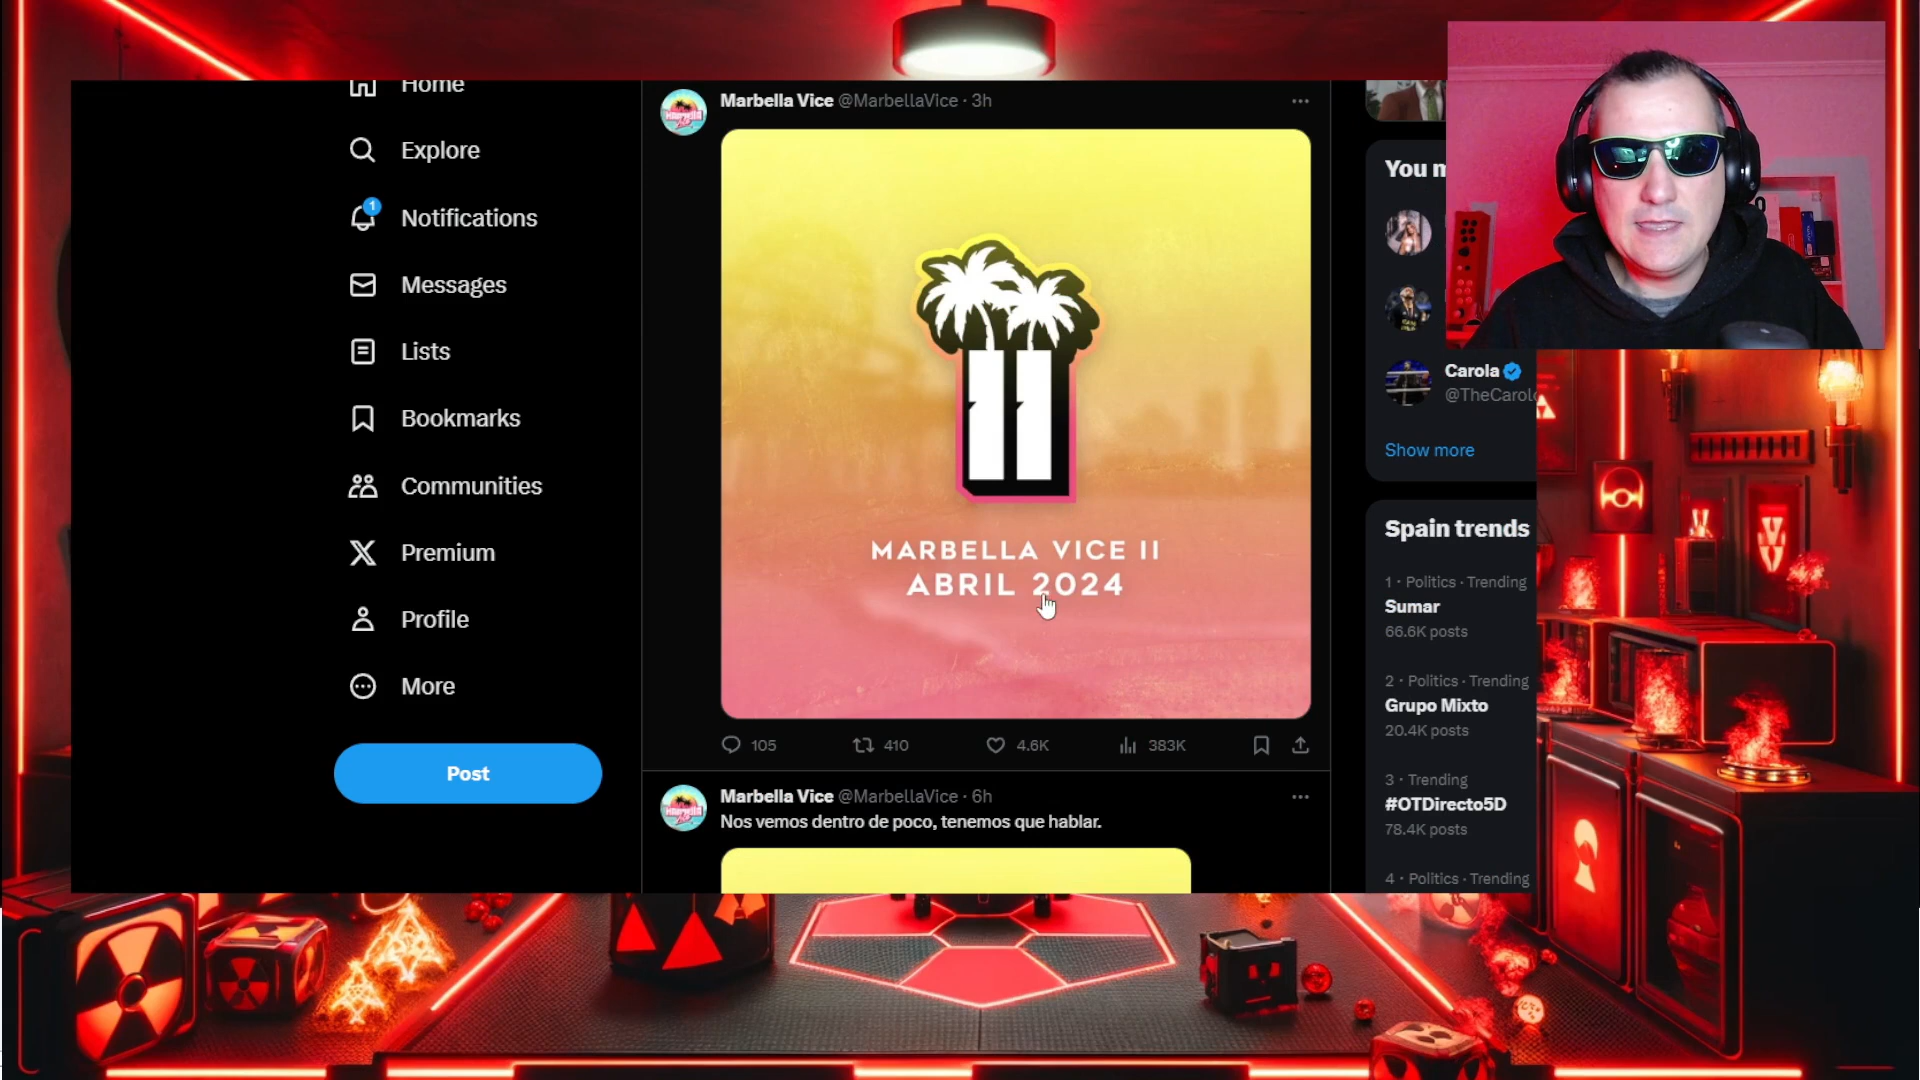 Home
Explore
1
Notifications
Messages
Lists
Bookmarks
Communities
Premium
Profile
More
Post
Marbella Vice @MarbellaVice · 3h
MARBELLA VICE II
ABRIL 2024
105
410
4.6K
383K
Marbella Vice @MarbellaVice · 6h
Nos vemos dentro de poco, tenemos que hablar.
You m
Carola
@TheCarol
Show more
Spain trends
1 · Politics · Trending
Sumar
66.6K posts
2 · Politics · Trending
Grupo Mixto
20.4K posts
3 · Trending
#OTDirecto5D
78.4K posts
4 · Politics · Trending